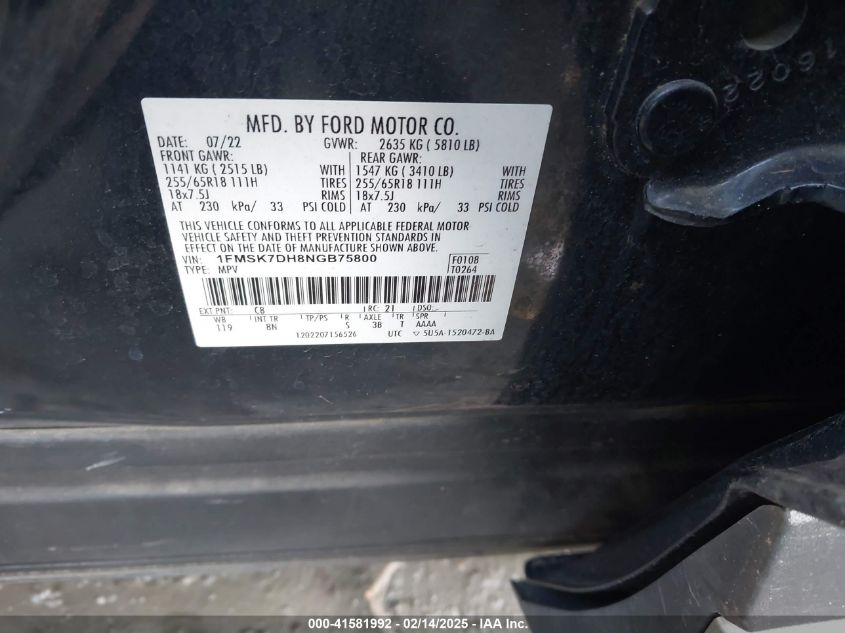 MFD. BY FORD MOTOR CO.
DATE: 07/22 GVWR: 2635 KG ( 5810 LB)
FRONT GAWR: REAR GAWR:
1141 KG ( 2515 LB) WITH 1547 KG ( 3410 LB) WITH
255/65R18 111H TIRES 255/65R18 111H TIRES
18x7.5J RIMS 18x7.5J RIMS
AT 230 kPa/ 33 PSI COLD AT 230 kPa/ 33 PSI COLD
THIS VEHICLE CONFORMS TO ALL APPLICABLE FEDERAL MOTOR
VEHICLE SAFETY AND THEFT PREVENTION STANDARDS IN
EFFECT ON THE DATE OF MANUFACTURE SHOWN ABOVE.
VIN: 1FMSK7DH8NGB75800 F0108
TYPE: MPV T0264
EXT PNT: C8 RC: 21 DSO:
WB INT TR TP/PS R AXLE TR SPR
119 8N S 3B T AAAA
1202207156526 UTC ▽ 5U5A-1520472-BA
16022
000-41581992 - 02/14/2025 - - -